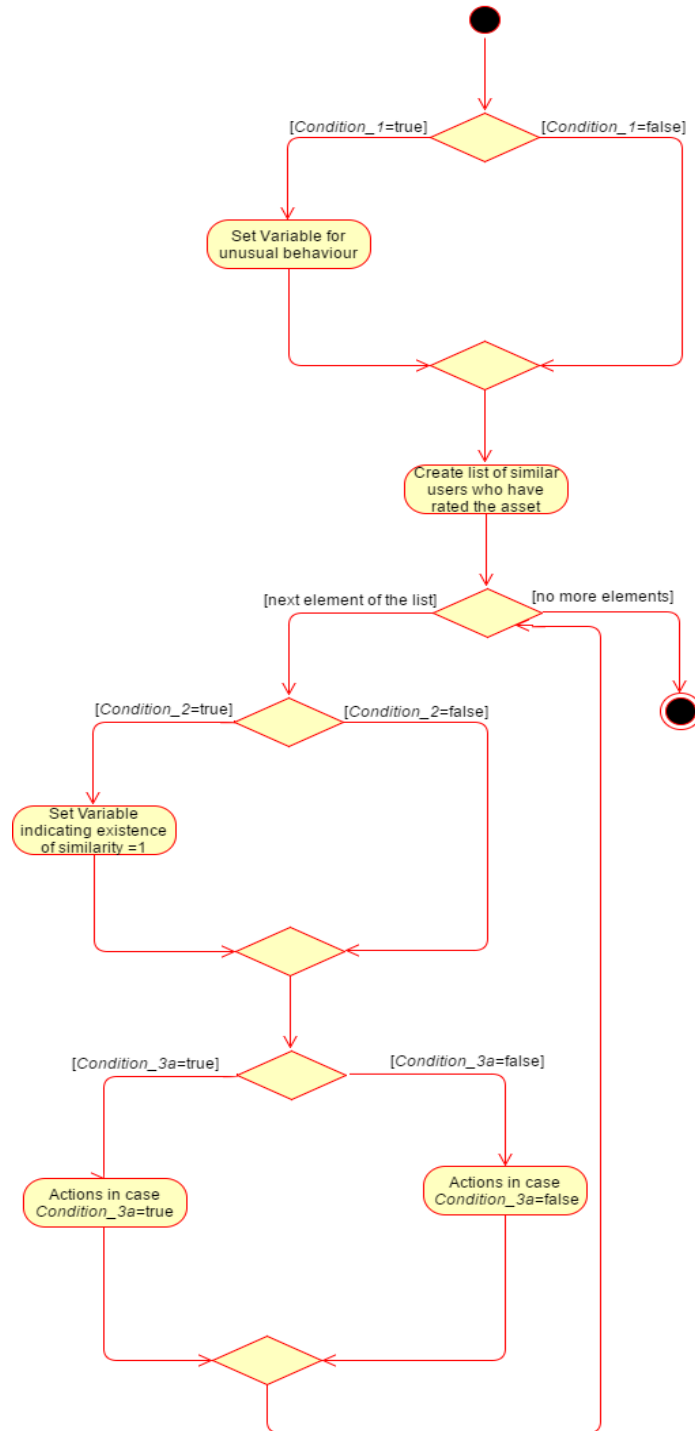 [Condition_1=true]
[Condition_1=false]
Set Variable for
unusual behaviour
Create list of similar
users who have
rated the asset
[next element of the list]
[no more elements]
[Condition_2=true]
[Condition_2=false]
Set Variable
indicating existence
of similarity =1
[Condition_3a=true]
[Condition_3a=false]
Actions in case
Condition_3a=true
Actions in case
Condition_3a=false